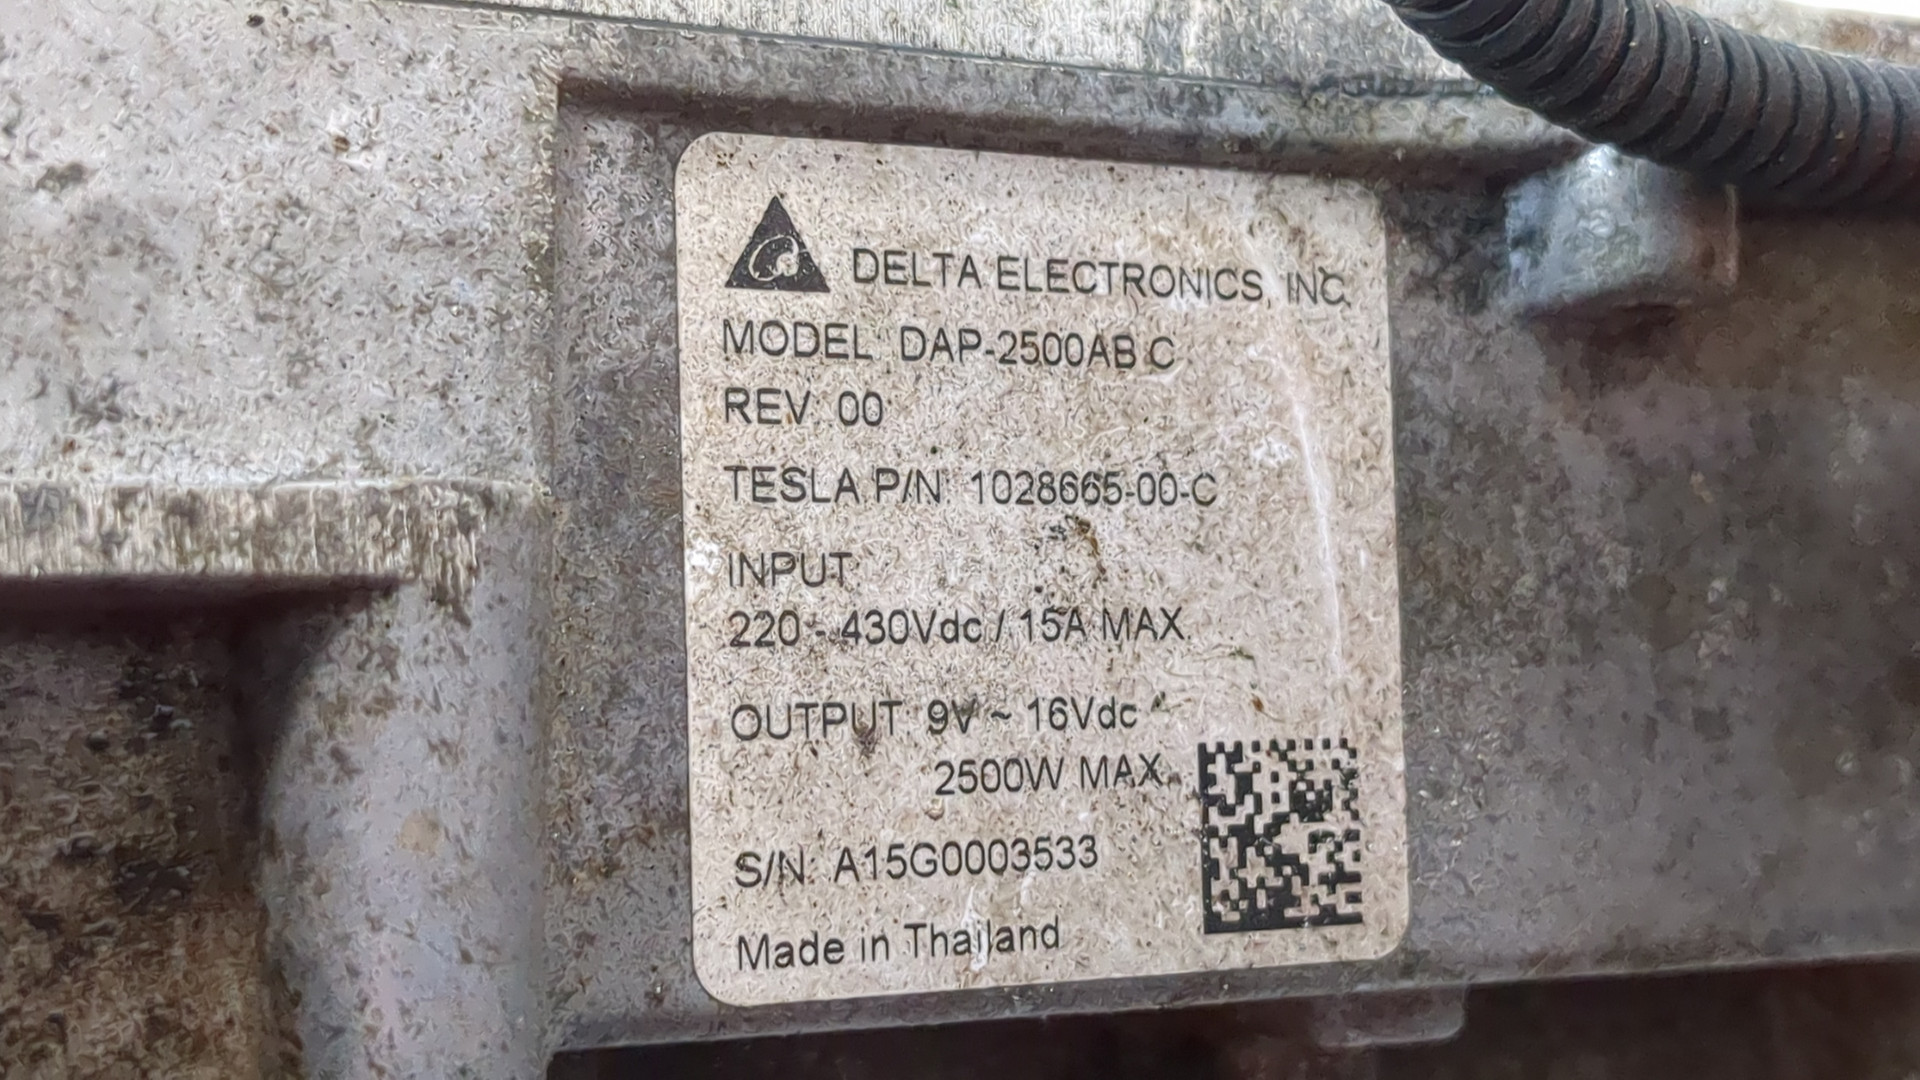 DELTA ELECTRONICS, INC.
MODEL: DAP-2500AB C
REV: 00
TESLA P/N: 1028665-00-C
INPUT:
220 - 430Vdc / 15A MAX.
OUTPUT: 9V ~ 16Vdc
2500W MAX.
S/N: A15G0003533
Made in Thailand